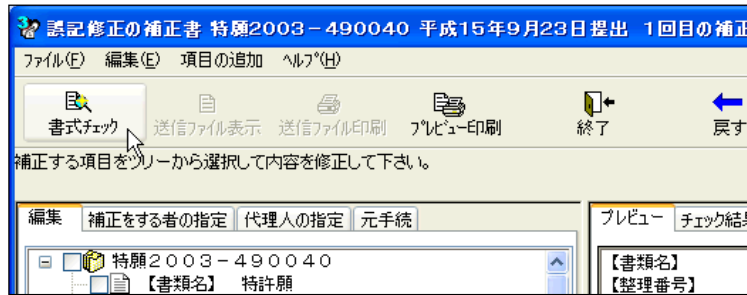 誤記修正の補正書 特願2003-490040 平成15年9月23日提出 1回目の補正
ファイル(F) 編集(E) 項目の追加 ヘルプ(H)
書式チェック 送信ファイル表示 送信ファイル印刷 プレビュー印刷 終了 戻す
補正する項目をツリーから選択して内容を修正して下さい。
編集 補正をする者の指定 代理人の指定 元手続 プレビュー チェック結果
特願2003-490040 【書類名】
【書類名】 特許願 【整理番号】